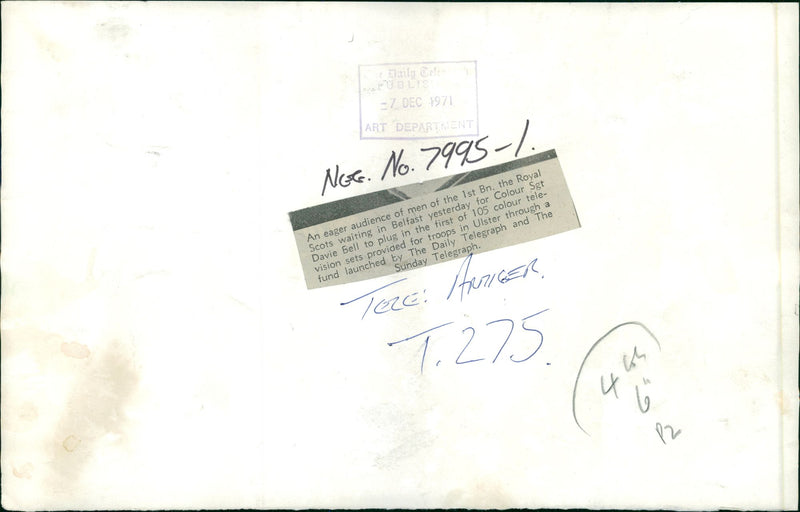 Daily
7 DEC 1971
ART DEPARTMENT
NEG. No. 7995-1.
An eager audience of men of the 1st Bn. the Royal
Scots waiting in Belfast yesterday for Colour Sgt
Davie Bell to plug in the first of 105 colour tele-
vision sets provided for troops in Ulster through a
fund launched by The Daily Telegraph and The
Sunday Telegraph.
TELE:
T.275.
4
6"
P2